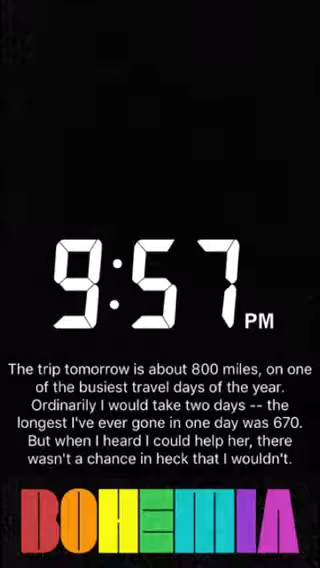 9:57 PM
The trip tomorrow is about 800 miles, on one
of the busiest travel days of the year.
Ordinarily I would take two days -- the
longest I've ever gone in one day was 670.
But when I heard I could help her, there
wasn't a chance in heck that I wouldn't.
BOHEMIA